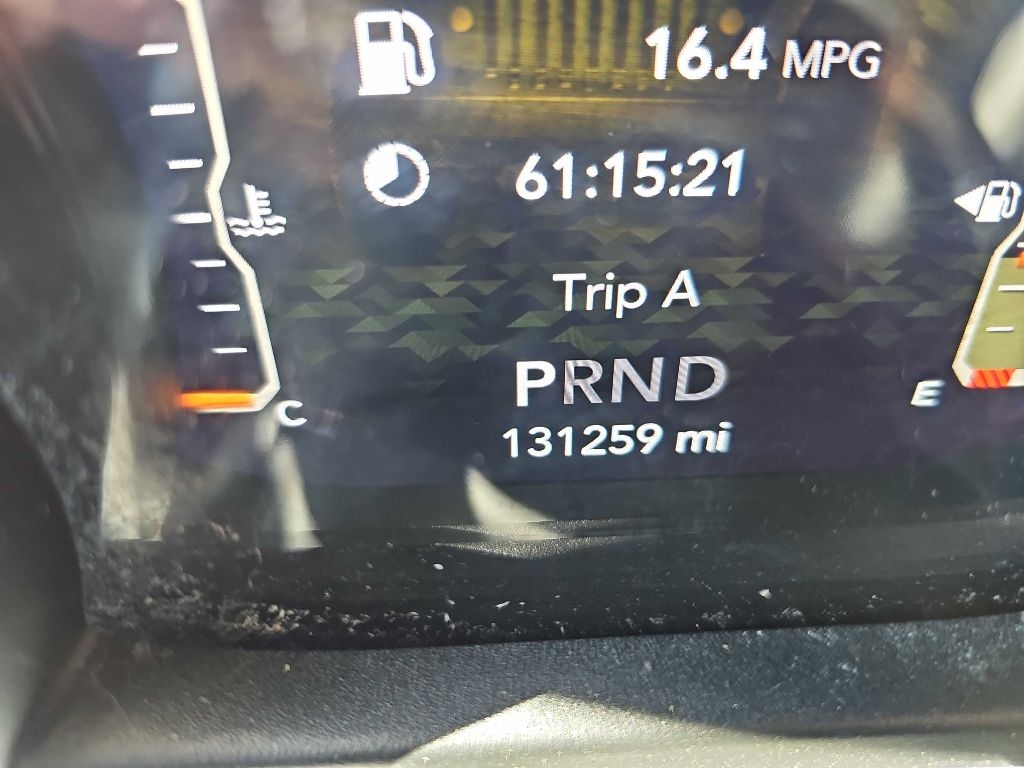 16.4 MPG
61:15:21
Trip A
PRND
131259 mi
C
E